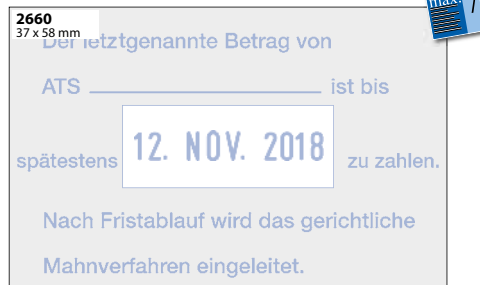 2660
37 x 58 mm
Der letztgenannte Betrag von
ATS ist bis
spätestens 12. NOV. 2018 zu zahlen.
Nach Fristablauf wird das gerichtliche
Mahnverfahren eingeleitet.
max.